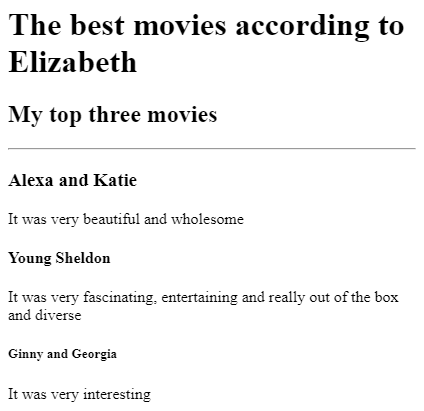 The best movies according to
Elizabeth
My top three movies
Alexa and Katie
It was very beautiful and wholesome
Young Sheldon
It was very fascinating, entertaining and really out of the box
and diverse
Ginny and Georgia
It was very interesting